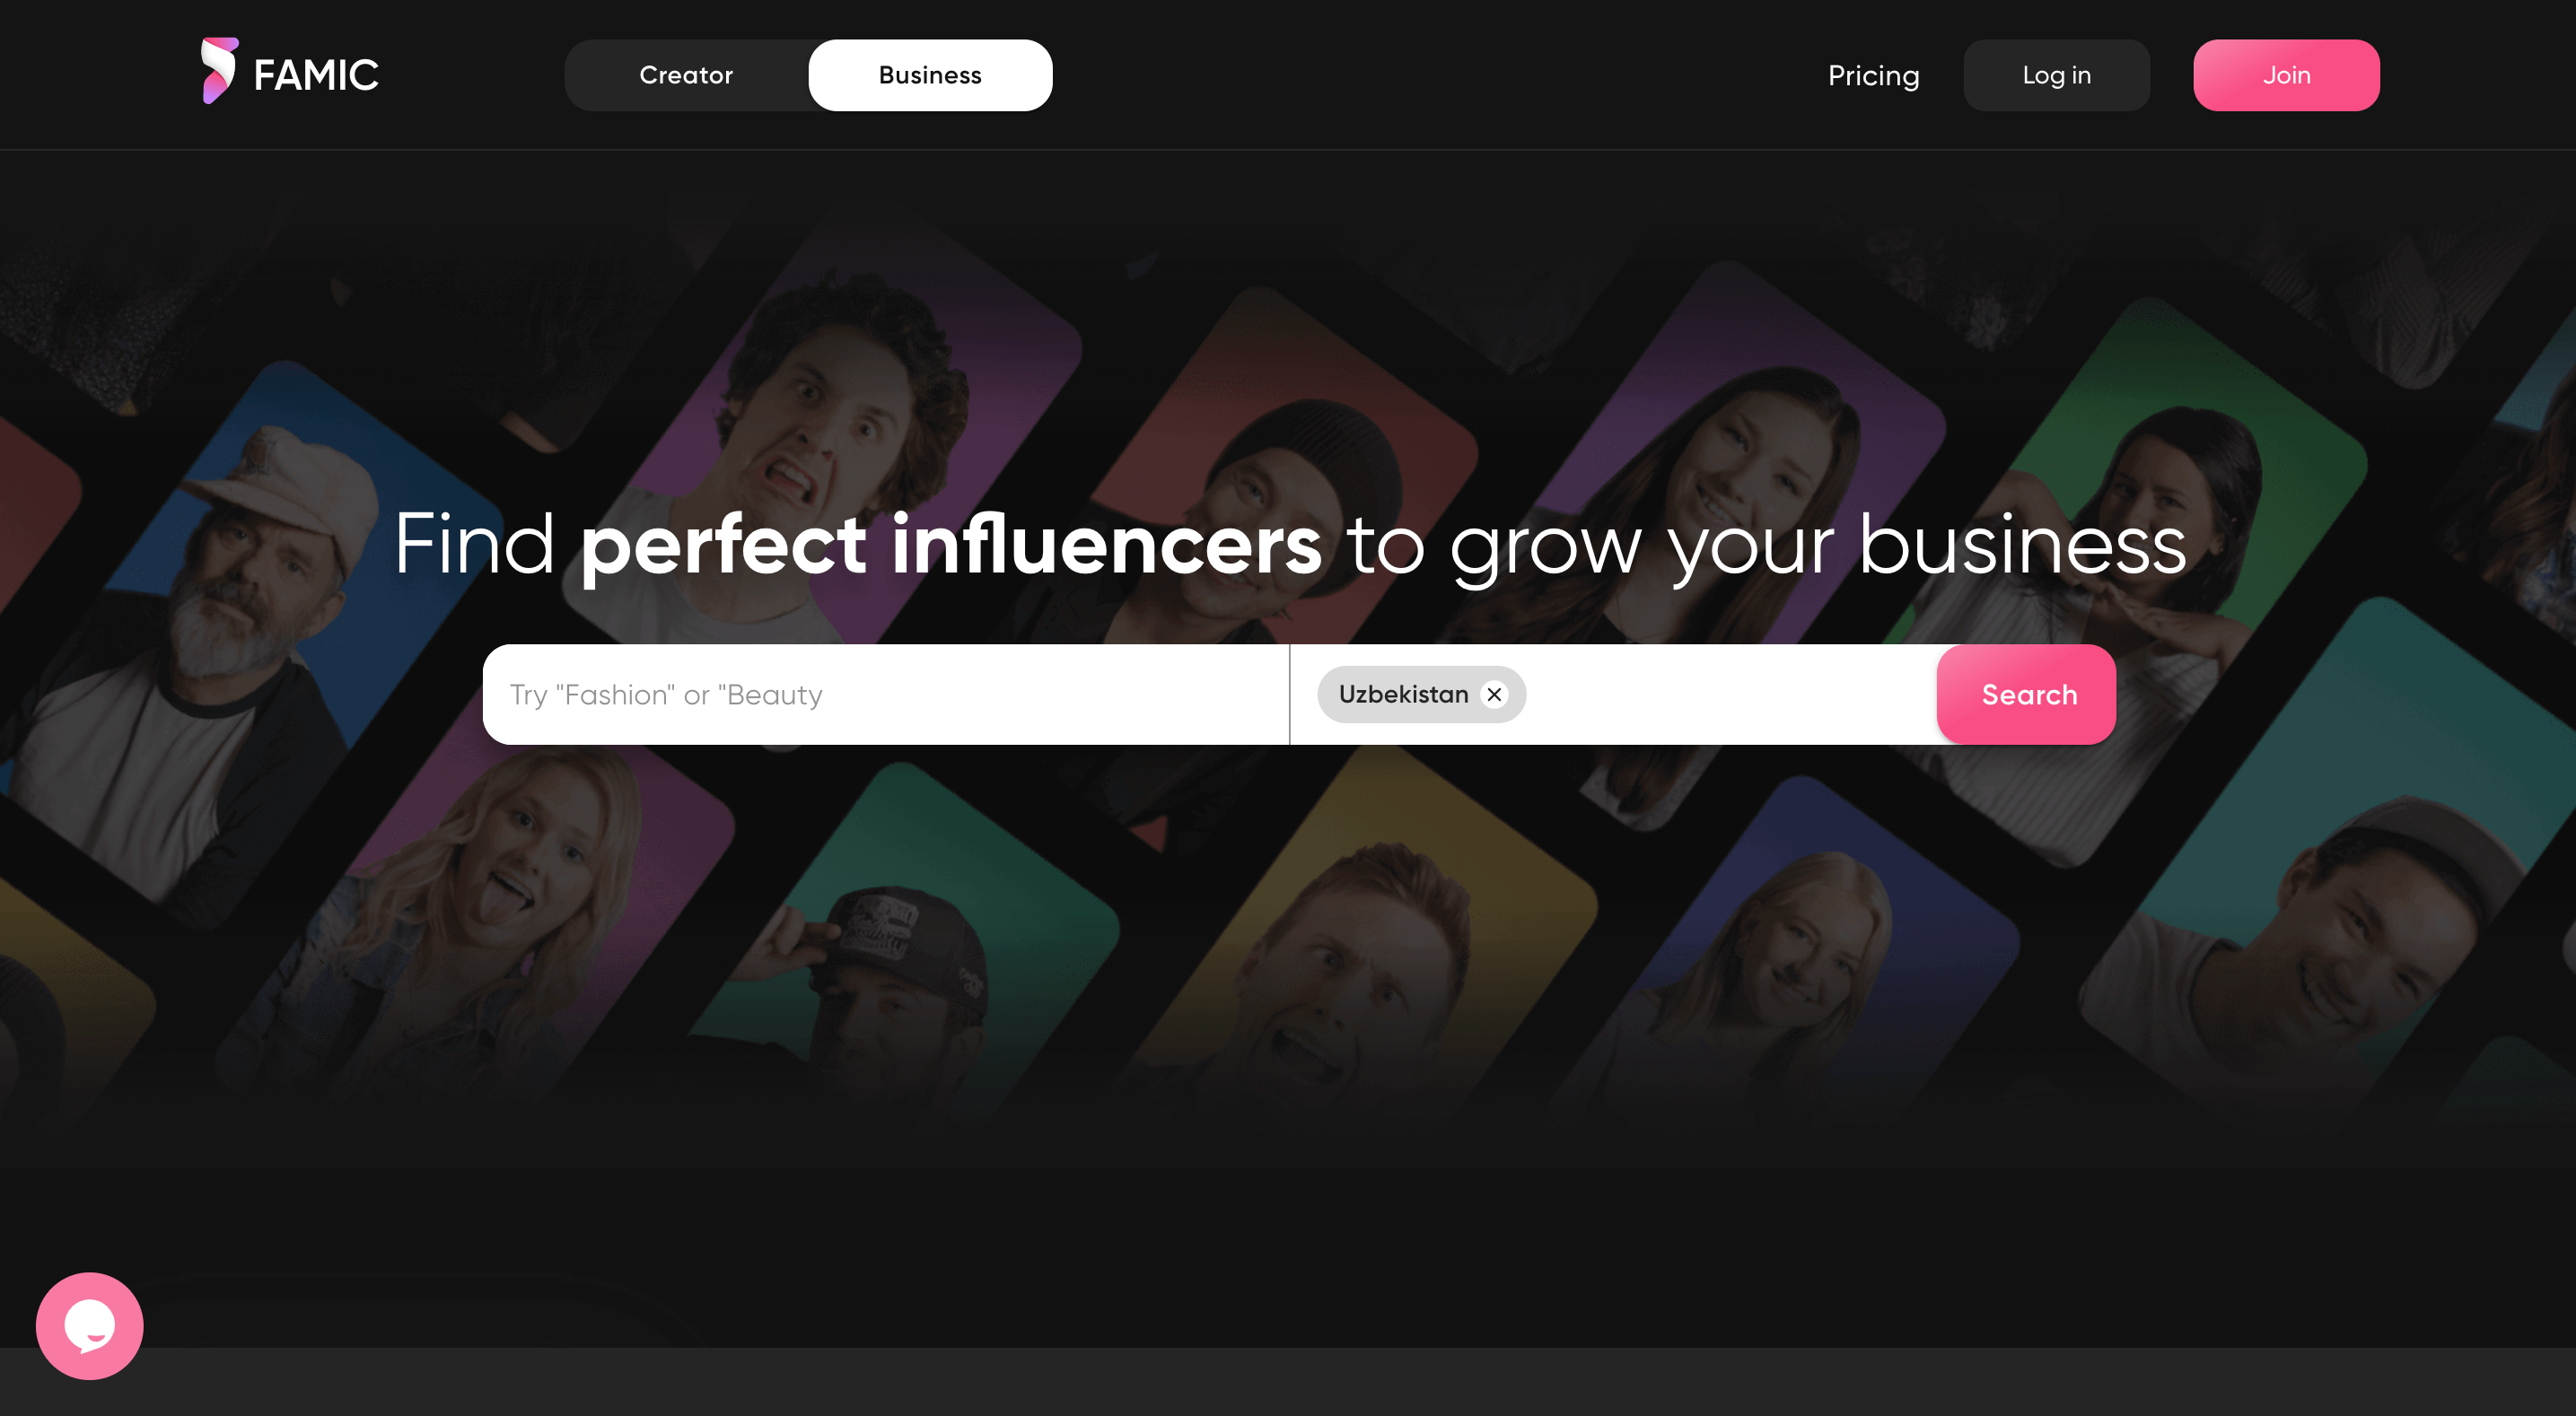 FAMIC
Creator
Business
Pricing
Log in
Join
Find perfect influencers to grow your business
Try "Fashion" or "Beauty
Uzbekistan
Search